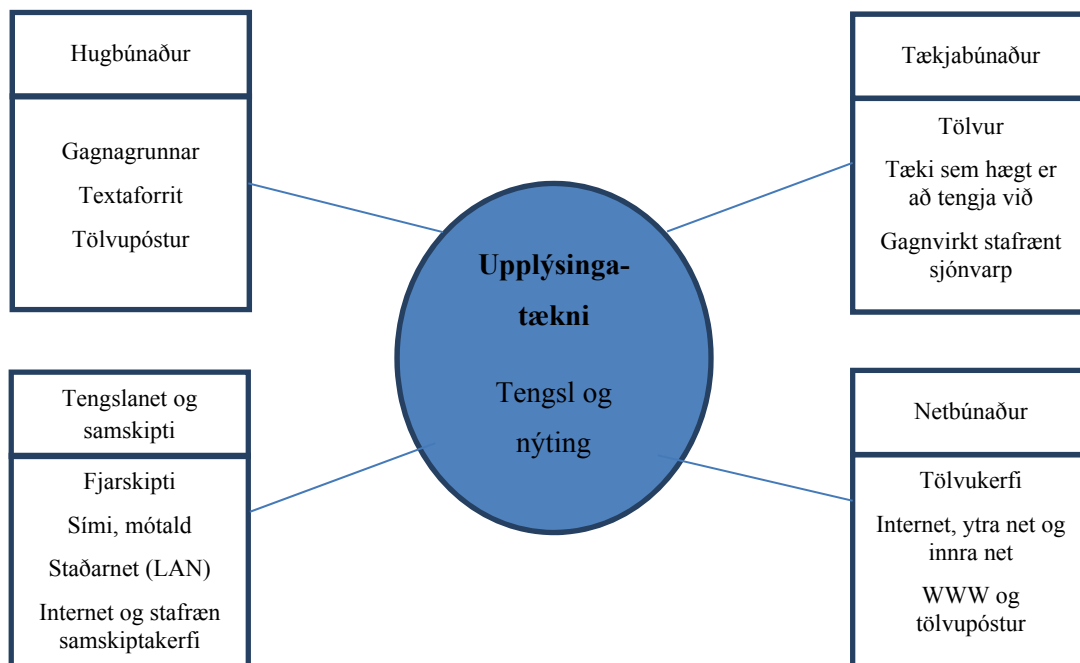 Hugbúnaður
Gagnagrunnar
Textaforrit
Tölvupóstur
Tækjabúnaður
Tölvur
Tæki sem hægt er
að tengja við
Gagnvirkt stafrænt
sjónvarp
Upplýsinga-
tækni
Tengsl og
nýting
Tengslanet og
samskipti
Fjarskipti
Sími, mótald
Staðarnet (LAN)
Internet og stafræn
samskiptakerfi
Netbúnaður
Tölvukerfi
Internet, ytra net og
innra net
WWW og
tölvupóstur